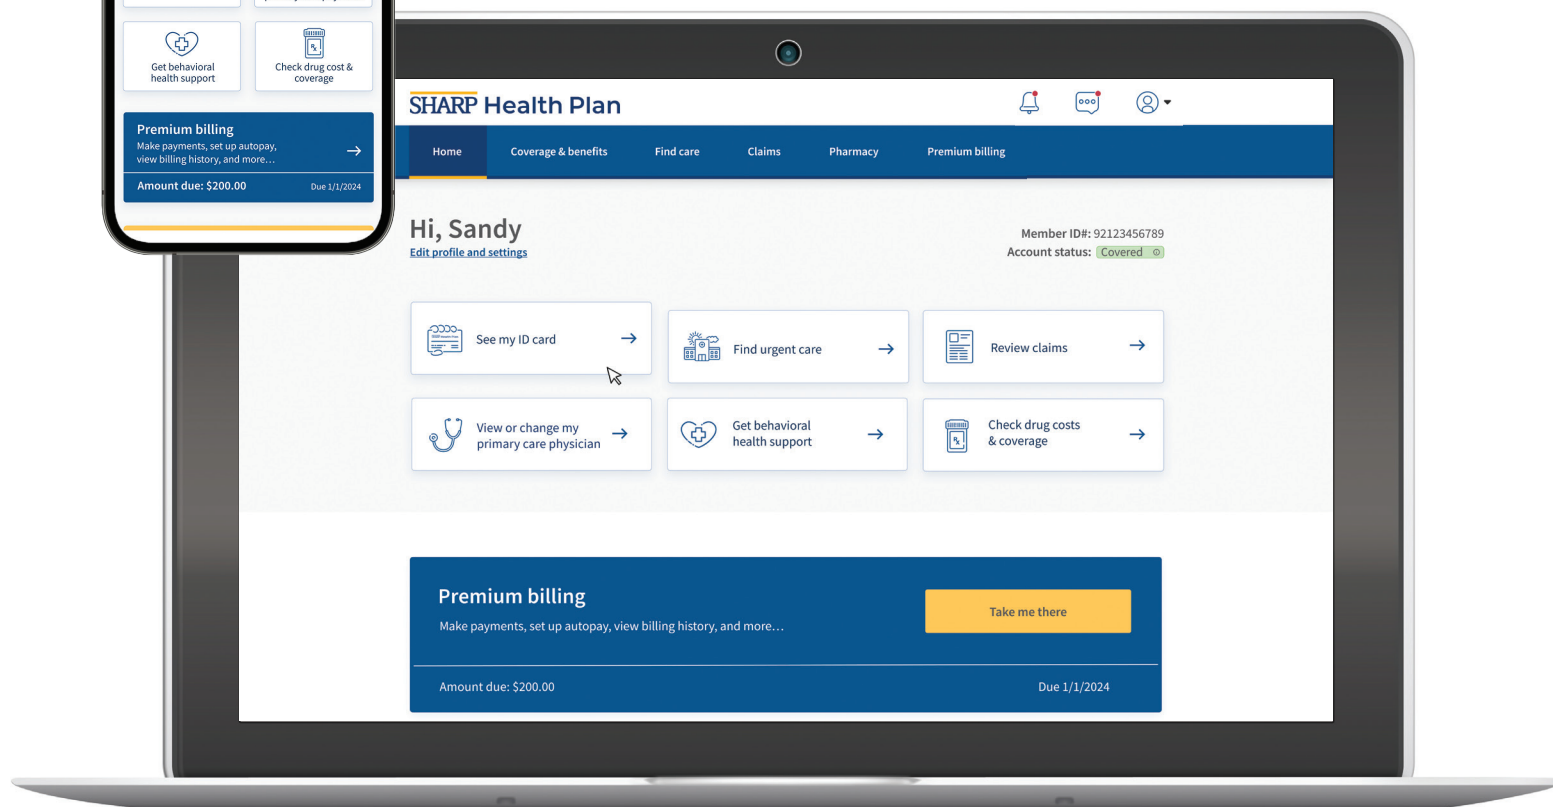 Get behavioral
health support
Check drug cost &
coverage
Premium billing
Make payments, set up autopay,
view billing history, and more...
Amount due: $200.00
Due 1/1/2024
SHARP Health Plan
Home
Coverage & benefits
Find care
Claims
Pharmacy
Premium billing
Hi, Sandy
Edit profile and settings
Member ID#: 92123456789
Account status: Covered
See my ID card
Find urgent care
Review claims
View or change my
primary care physician
Get behavioral
health support
Check drug costs
& coverage
Premium billing
Make payments, set up autopay, view billing history, and more...
Take me there
Amount due: $200.00
Due 1/1/2024